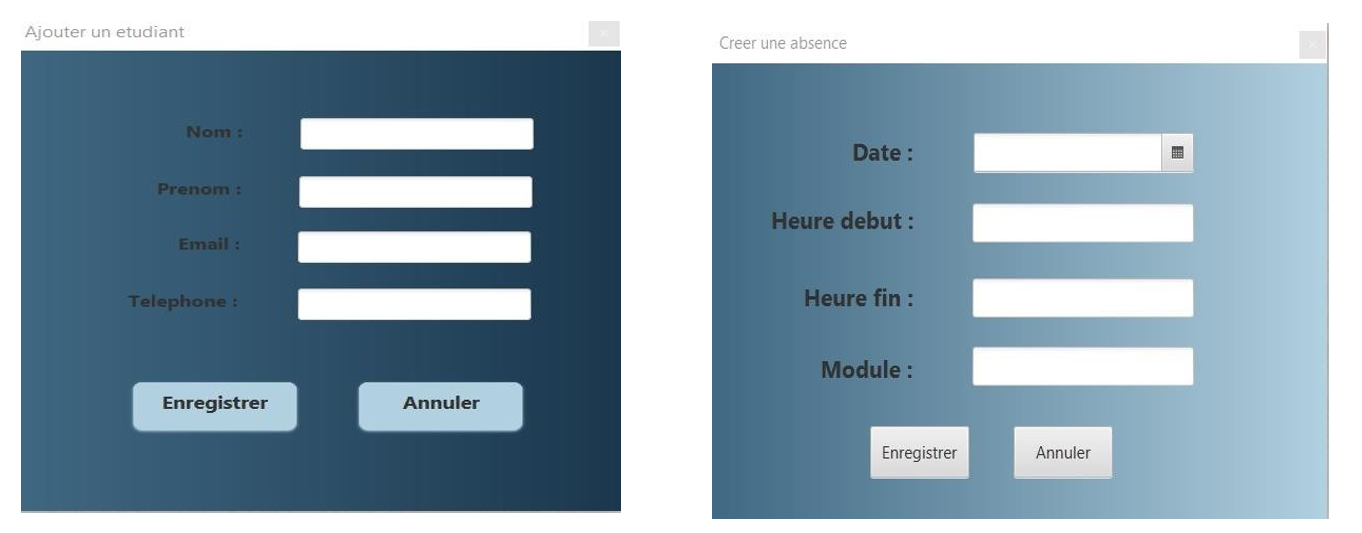 Ajouter un etudiant
Nom :
Prenom :
Email :
Telephone :
Enregistrer
Annuler
Creer une absence
Date :
Heure debut :
Heure fin :
Module :
Enregistrer
Annuler